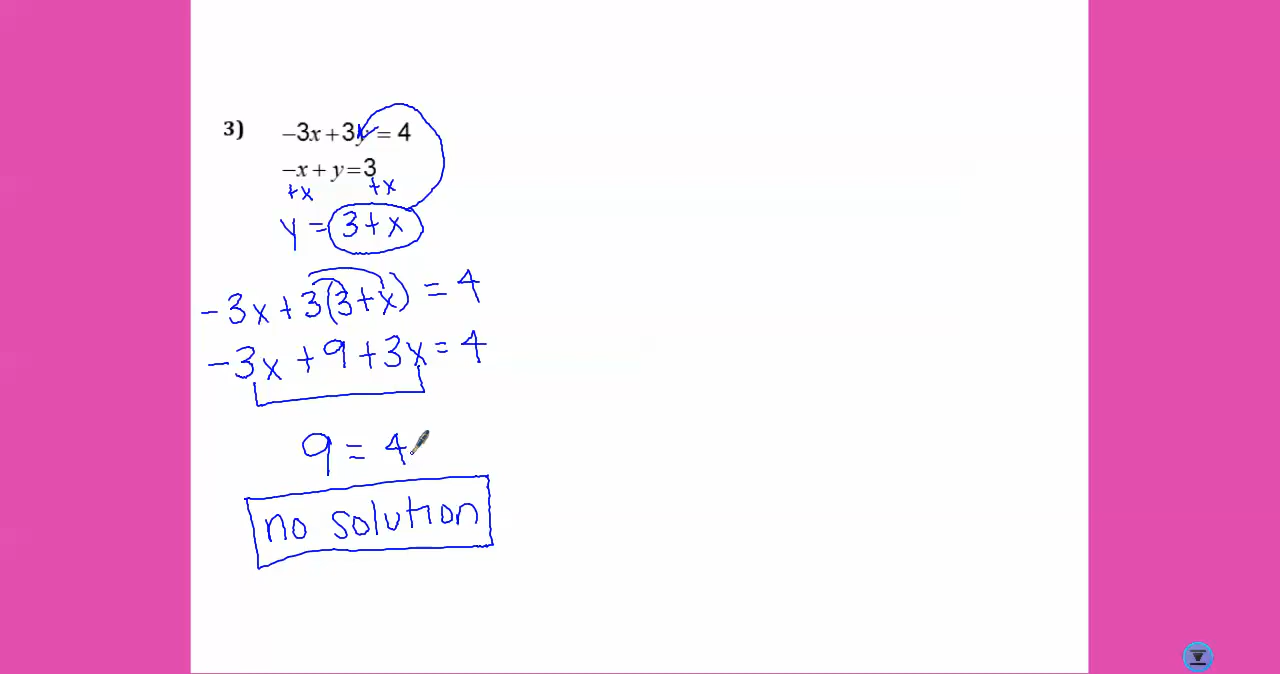 3) −3x + 3y = 4
−x + y = 3
+x +x
y = 3 + x
−3x + 3(3 + x) = 4
−3x + 9 + 3x = 4
9 = 4
no solution